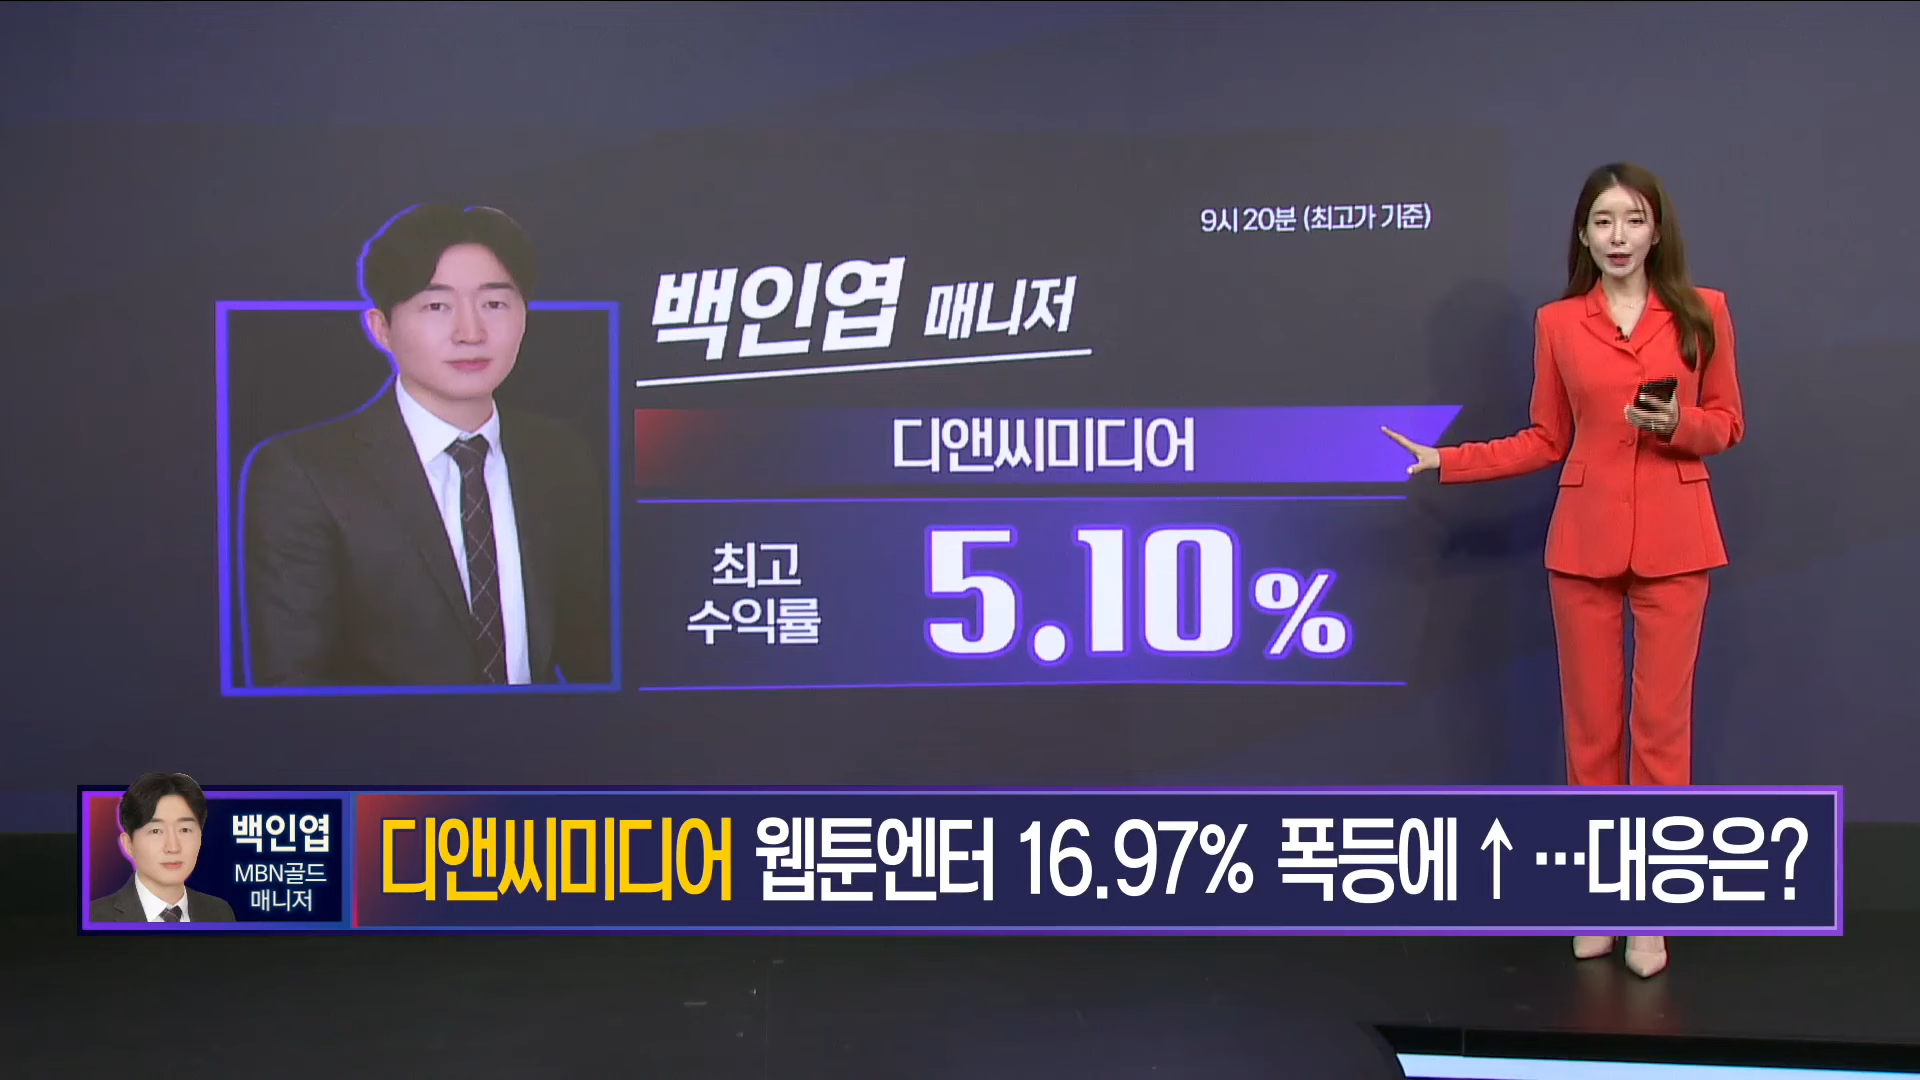 9시 20분 (최고가 기준)
백인엽 매니저
디앤씨미디어
최고
수익률
5.10%
백인엽
MBN골드
매니저
디앤씨미디어 웹툰엔터 16.97% 폭등에↑…대응은?